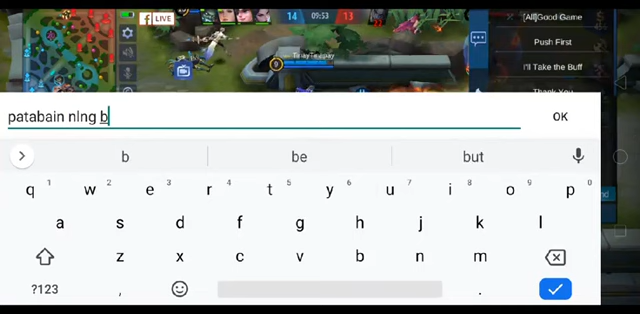 f LIVE
14 09:53 13
[All]Good Game
Push First
I'll Take the Buff
Thank You
patabain nlng b
OK
b be but
q 1 w 2 e 3 r 4 t 5 y 6 u 7 i 8 o 9 p 0
a s d f g h j k l
z x c v b n m
?123 , .